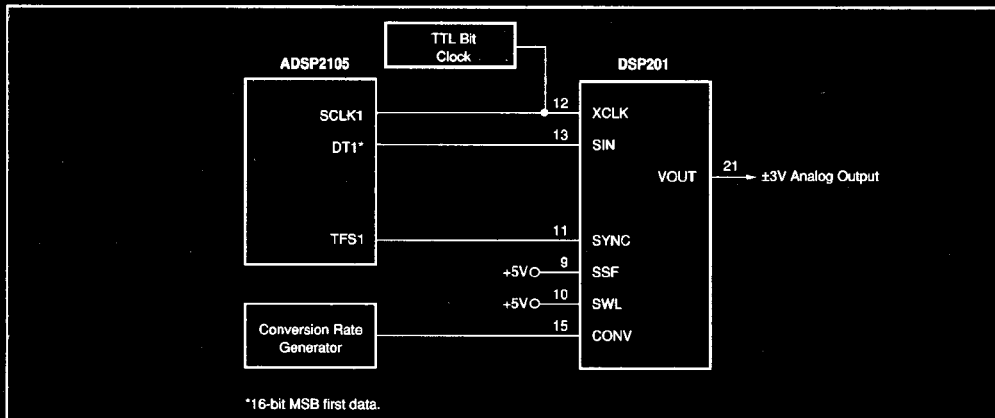 TTL Bit
Clock
ADSP2105
DSP201
SCLK1
12
XCLK
DT1*
13
SIN
VOUT
21
±3V Analog Output
TFS1
11
SYNC
+5V
9
SSF
+5V
10
SWL
Conversion Rate
Generator
15
CONV
*16-bit MSB first data.